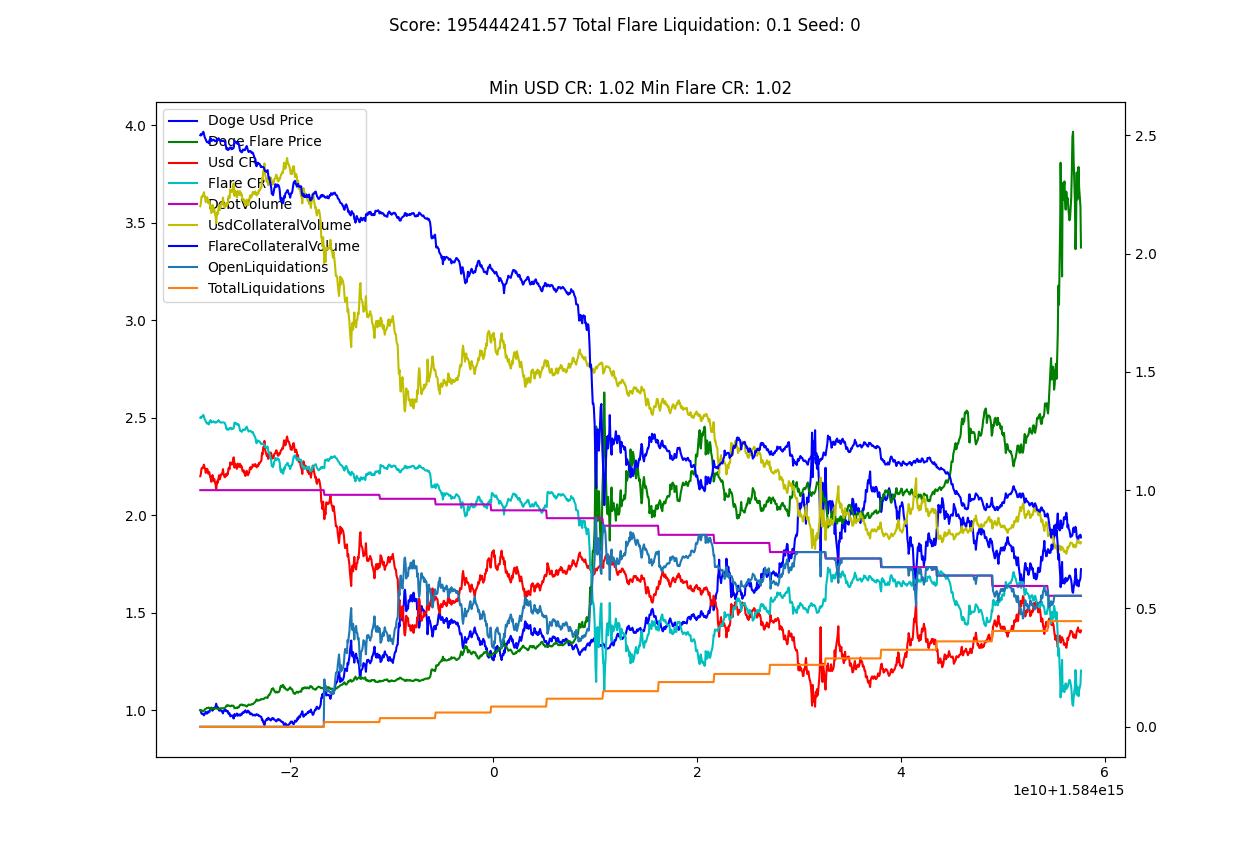 Score: 195444241.57 Total Flare Liquidation: 0.1 Seed: 0
Min USD CR: 1.02 Min Flare CR: 1.02
Doge Usd Price
Doge Flare Price
Usd CR
Flare CR
DebtVolume
UsdCollateralVolume
FlareCollateralVolume
OpenLiquidations
TotalLiquidations
4.0
3.5
3.0
2.5
2.0
1.5
1.0
2.5
2.0
1.5
1.0
0.5
0.0
−2
0
2
4
6
1e10+1.584e15